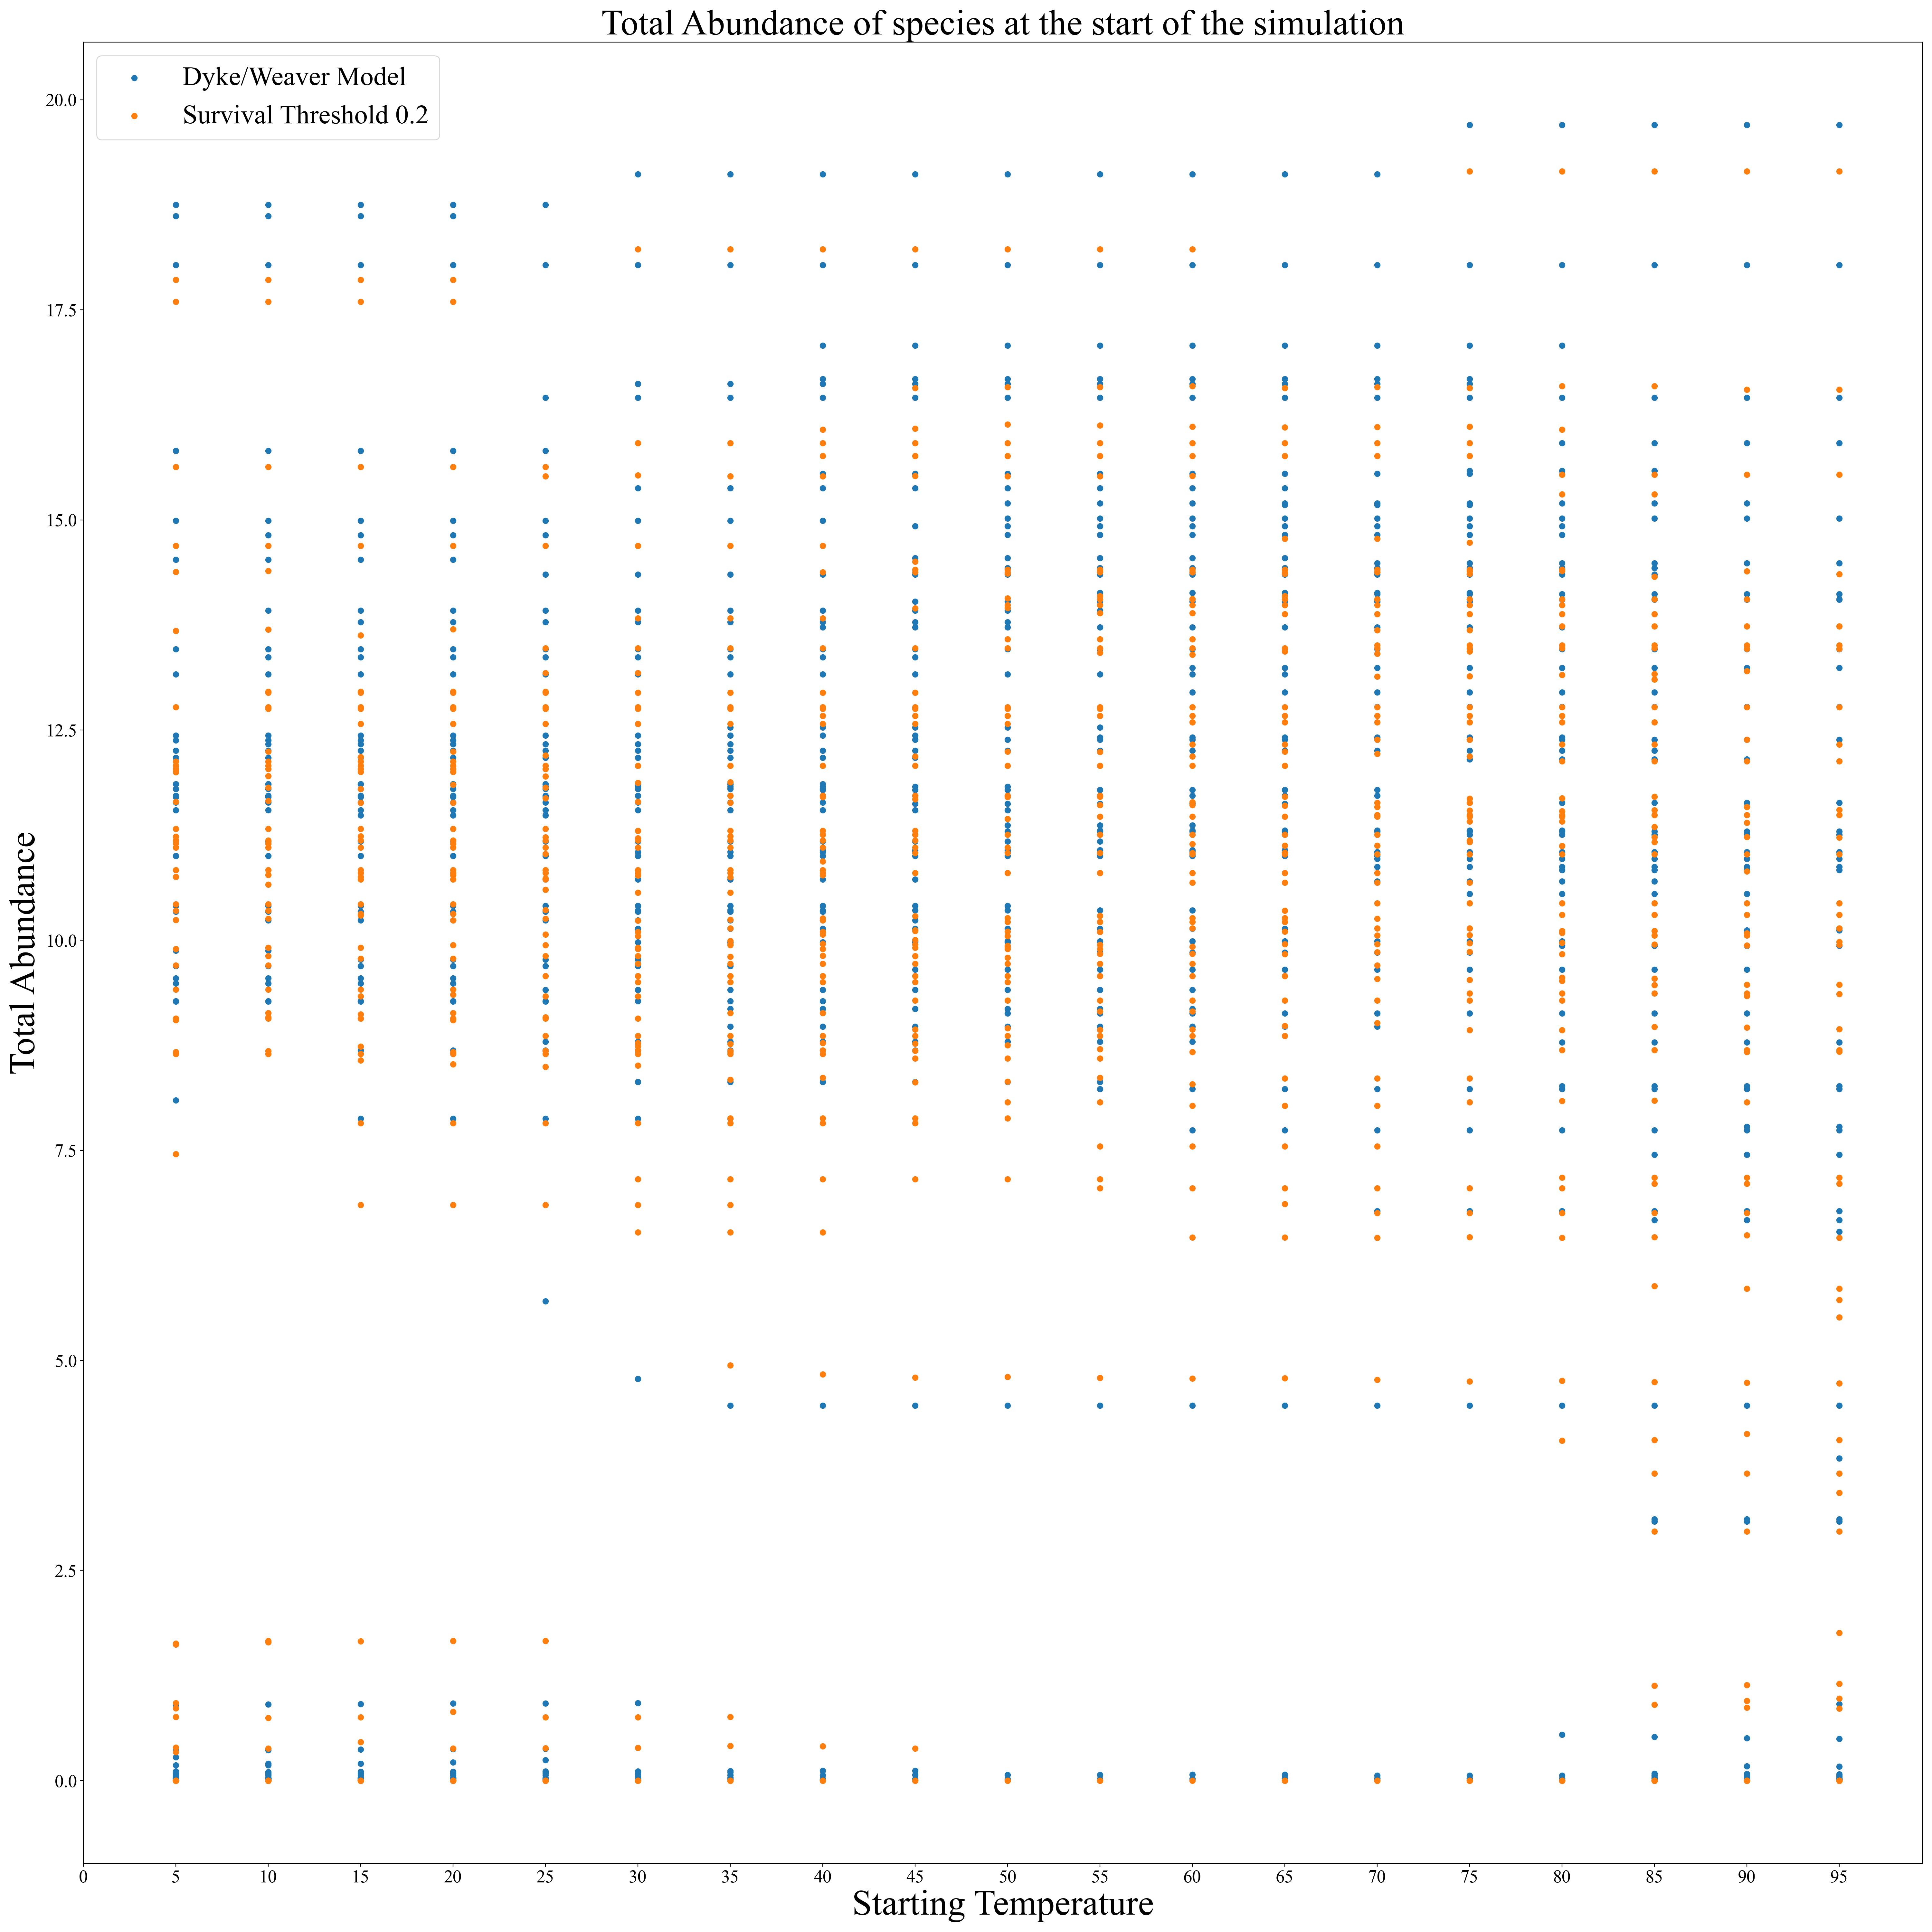 Total Abundance of species at the start of the simulation
Dyke/Weaver Model
Survival Threshold 0.2
20.0
17.5
15.0
12.5
10.0
7.5
5.0
2.5
0.0
Total Abundance
0 5 10 15 20 25 30 35 40 45 50 55 60 65 70 75 80 85 90 95
Starting Temperature